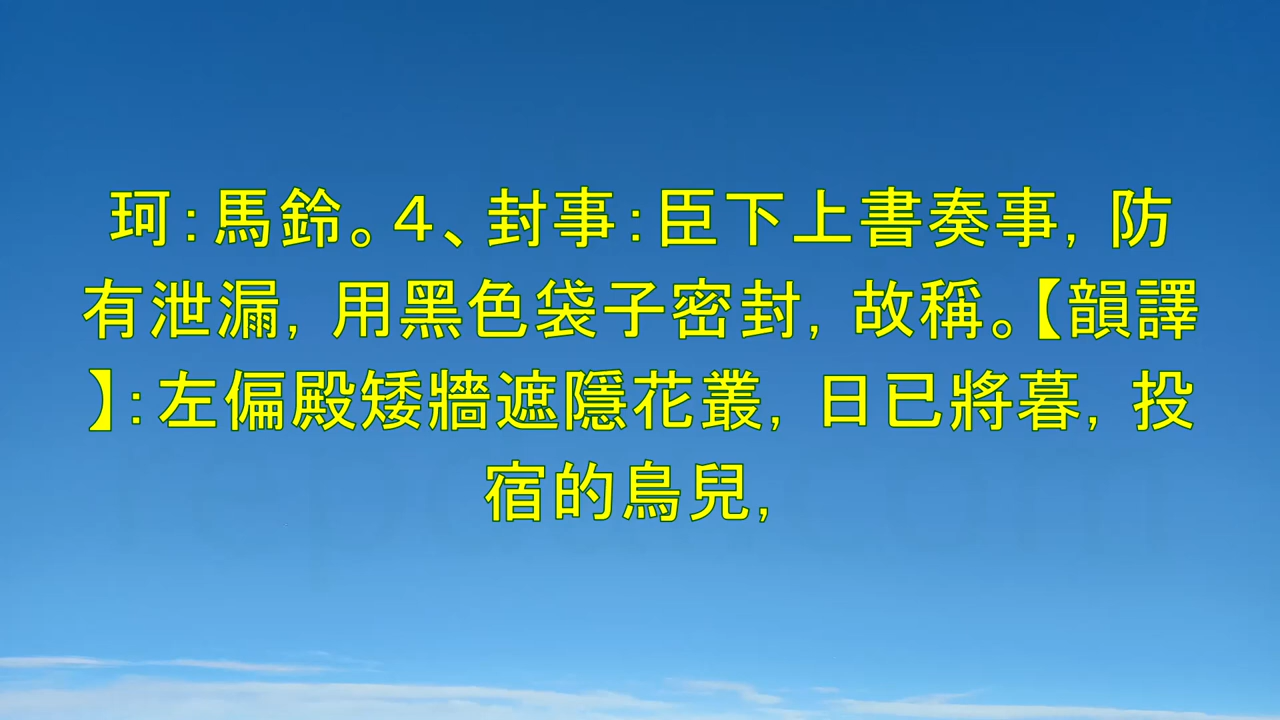 珂：馬鈴。４、封事：臣下上書奏事，防
有泄漏，用黑色袋子密封，故稱。【韻譯
】：左偏殿矮牆遮隱花叢，日已將暮，投
宿的鳥兒，